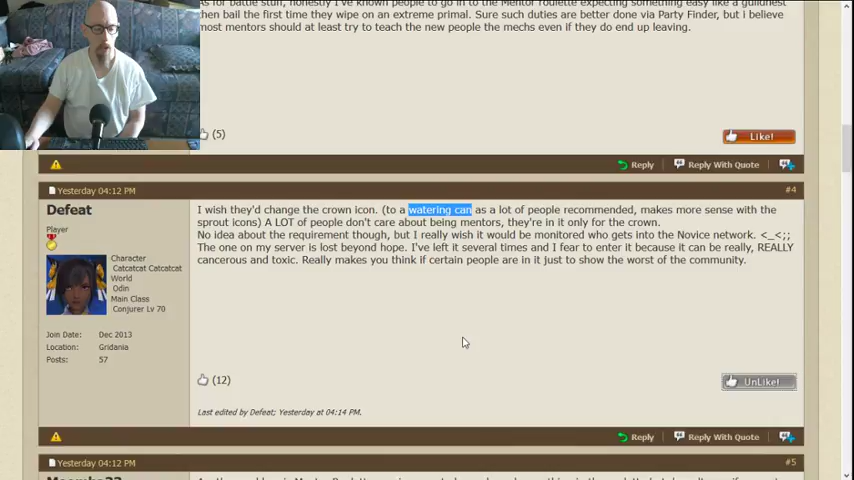 As for battle stuff, honestly I've known people to go in to the Mentor roulette expecting something easy like a guildhest
then bail the first time they wipe on an extreme primal. Sure such duties are better done via Party Finder, but i believe
most mentors should at least try to teach the new people the mechs even if they do end up leaving.
(5)
Like!
Reply
Reply With Quote
Yesterday 04:12 PM
#4
Defeat
Player
Character
Catcatcat Catcatcat
World
Odin
Main Class
Conjurer Lv 70
Join Date: Dec 2013
Location: Gridania
Posts: 57
I wish they'd change the crown icon. (to a watering can as a lot of people recommended, makes more sense with the
sprout icons) A LOT of people don't care about being mentors, they're in it only for the crown.
No idea about the requirement though, but I really wish it would be monitored who gets into the Novice network. <_<;;
The one on my server is lost beyond hope. I've left it several times and I fear to enter it because it can be really, REALLY
cancerous and toxic. Really makes you think if certain people are in it just to show the worst of the community.
(12)
UnLike!
Last edited by Defeat; Yesterday at 04:14 PM.
Reply
Reply With Quote
Yesterday 04:12 PM
#5